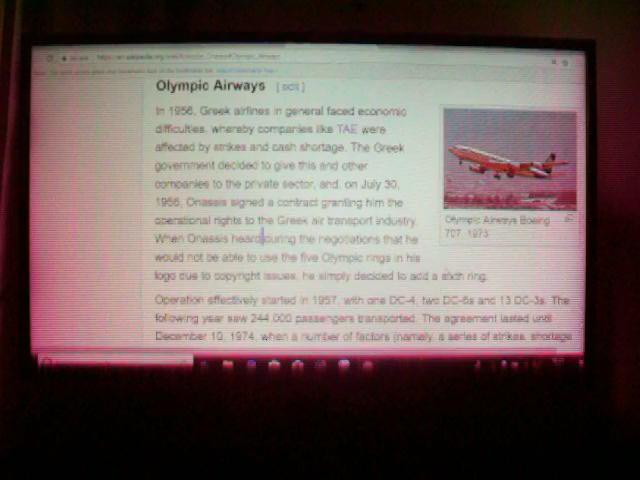 Olympic Airways [ edit ]
In 1956, Greek airlines in general faced economic
difficulties, whereby companies like TAE were
affected by strikes and cash shortage. The Greek
government decided to give this and other
companies to the private sector, and, on July 30,
1956, Onassis signed a contract granting him the
operational rights to the Greek air transport industry.
When Onassis heard during the negotiations that he
would not be able to use the five Olympic rings in his
logo due to copyright issues, he simply decided to add a sixth ring.
Olympic Airways Boeing
707, 1973
Operation effectively started in 1957, with one DC-4, two DC-6s and 13 DC-3s. The
following year saw 244,000 passengers transported. The agreement lasted until
December 10, 1974, when a number of factors (namely, a series of strikes, shortage